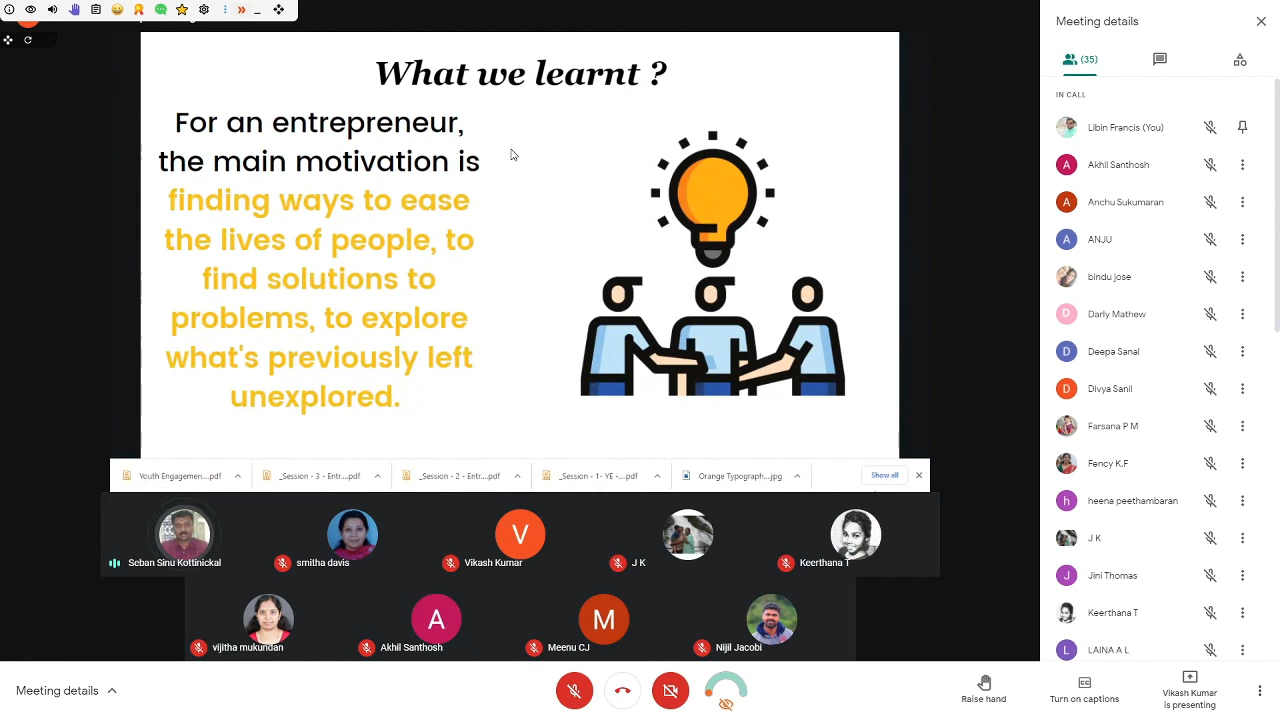 What we learnt ?
For an entrepreneur,
the main motivation is
finding ways to ease
the lives of people, to
find solutions to
problems, to explore
what's previously left
unexplored.
Youth Engagemen....pdf
_Session - 3 - Entr....pdf
_Session - 2 - Entr....pdf
_Session - 1- YE -....pdf
Orange Typograph...jpg
Show all
Seban Sinu Kottinickal
smitha davis
V
Vikash Kumar
J K
Keerthana T
vijitha mukundan
A
Akhil Santhosh
M
Meenu CJ
Nijil Jacobi
Meeting details
Raise hand
Turn on captions
Vikash Kumar
is presenting
Meeting details
(35)
IN CALL
Libin Francis (You)
A Akhil Santhosh
A Anchu Sukumaran
A ANJU
bindu jose
D Darly Mathew
D Deepa Sanal
D Divya Sanil
Farsana P M
Fency K.F
h heena peethambaran
J K
J Jini Thomas
Keerthana T
L LAINA A L